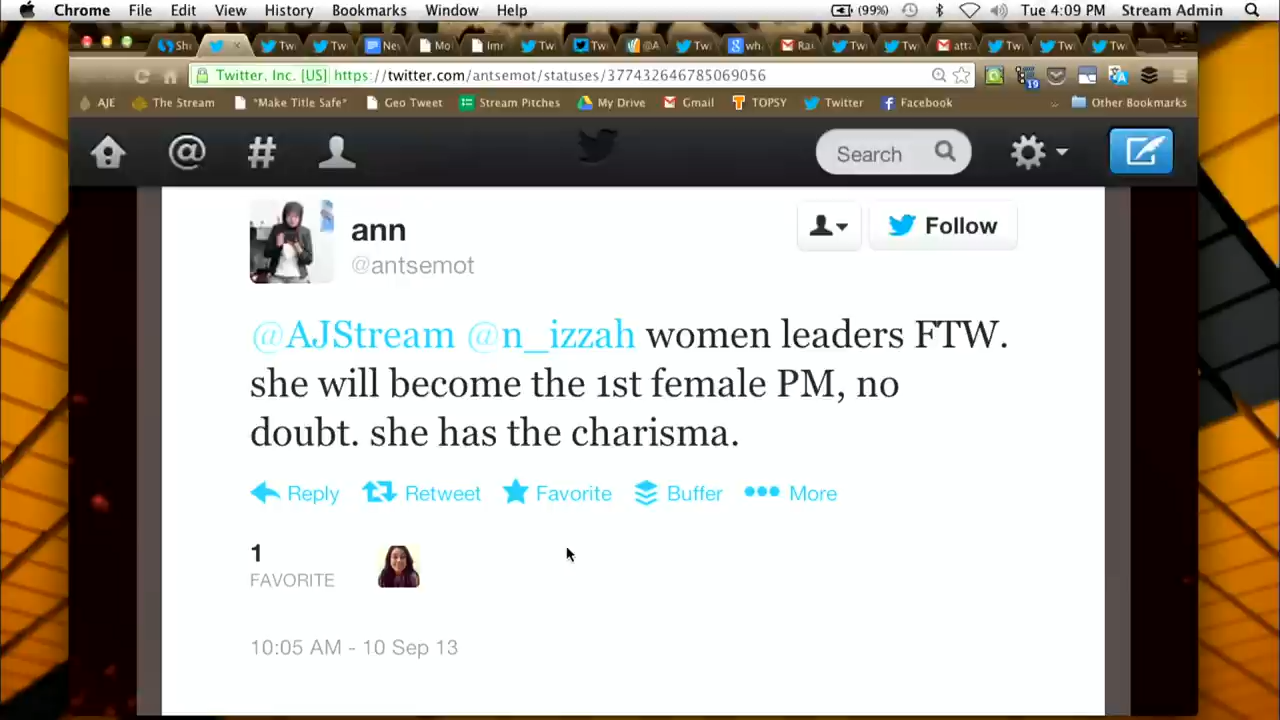 Chrome File Edit View History Bookmarks Window Help (99%) Tue 4:09 PM Stream Admin
Twitter, Inc. [US] https://twitter.com/antsemot/statuses/377432646785069056
AJE The Stream "Make Title Safe" Geo Tweet Stream Pitches My Drive Gmail TOPSY Twitter Facebook Other Bookmarks
Search
ann
@antsemot
Follow
@AJStream @n_izzah women leaders FTW.
she will become the 1st female PM, no
doubt. she has the charisma.
Reply Retweet Favorite Buffer More
1
FAVORITE
10:05 AM - 10 Sep 13